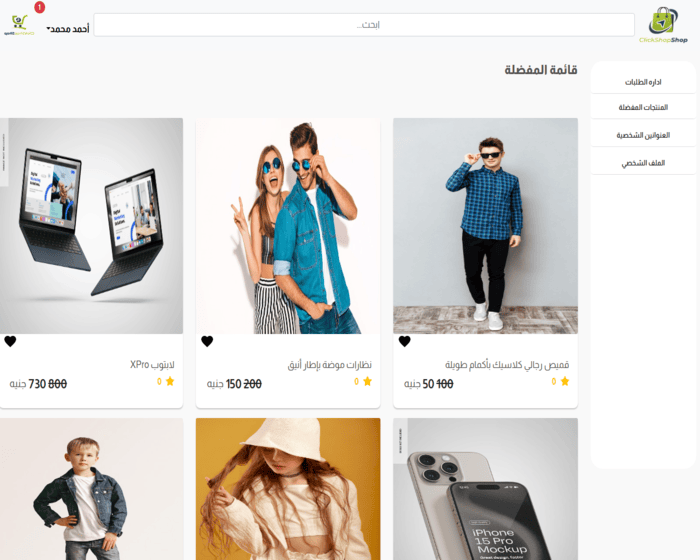 ClickShopShop
ابحث...
أحمد محمد
1
اداره الطلبات
المنتجات المفضلة
العنوانين الشخصية
الملف الشخصي
قائمة المفضلة
قميص رجالي كلاسيك بأكمام طويلة
0
100 50 جنيه
نظارات موضة بإطار أنيق
0
200 150 جنيه
لابتوب XPro
0
800 730 جنيه
iPhone
15 Pro
Mockup